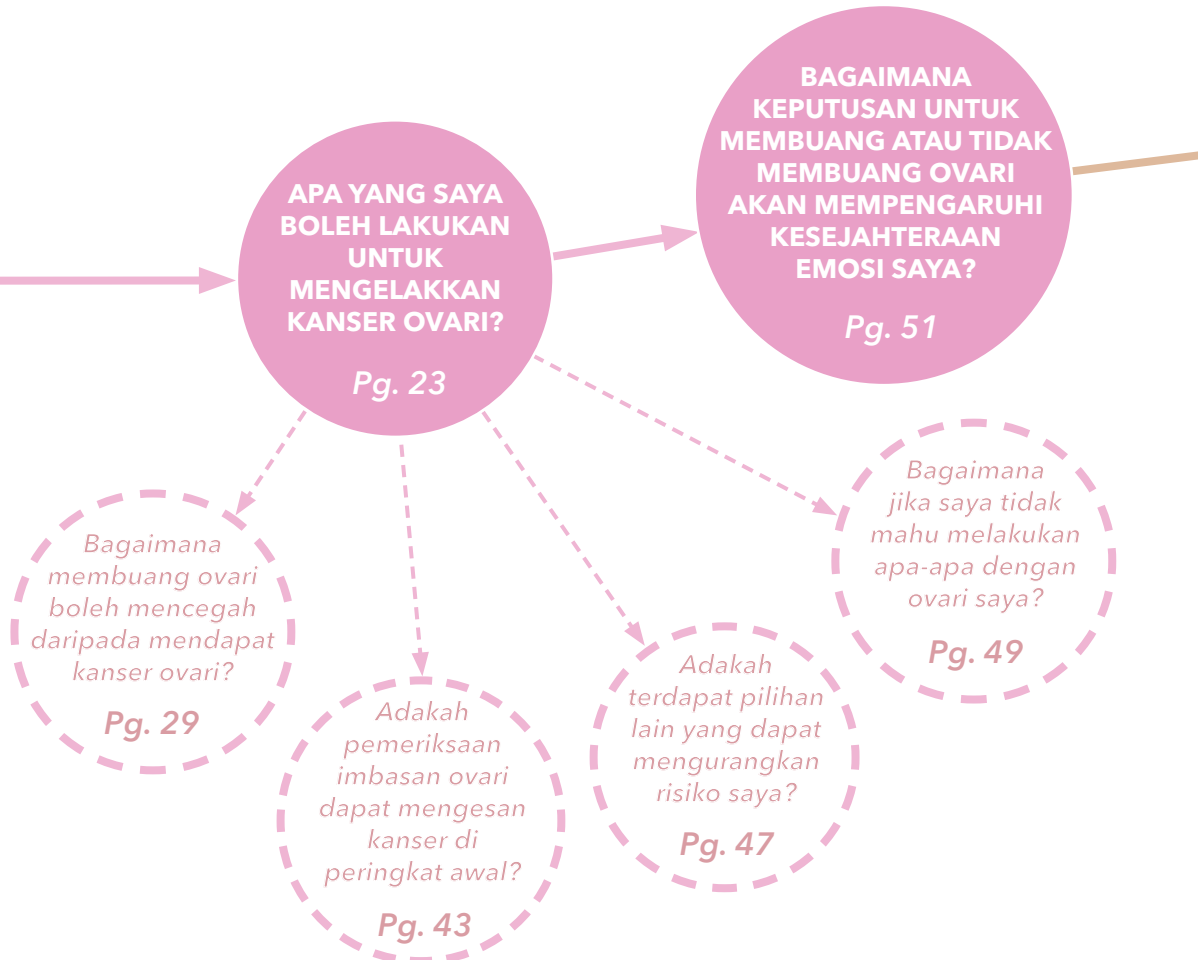 APA YANG SAYA
BOLEH LAKUKAN
UNTUK
MENGELAKKAN
KANSER OVARI?
Pg. 23
BAGAIMANA
KEPUTUSAN UNTUK
MEMBUANG ATAU TIDAK
MEMBUANG OVARI
AKAN MEMPENGARUHI
KESEJAHTERAAN
EMOSI SAYA?
Pg. 51
Bagaimana
membuang ovari
boleh mencegah
daripada mendapat
kanser ovari?
Pg. 29
Adakah
pemeriksaan
imbasan ovari
dapat mengesan
kanser di
peringkat awal?
Pg. 43
Adakah
terdapat pilihan
lain yang dapat
mengurangkan
risiko saya?
Pg. 47
Bagaimana
jika saya tidak
mahu melakukan
apa-apa dengan
ovari saya?
Pg. 49